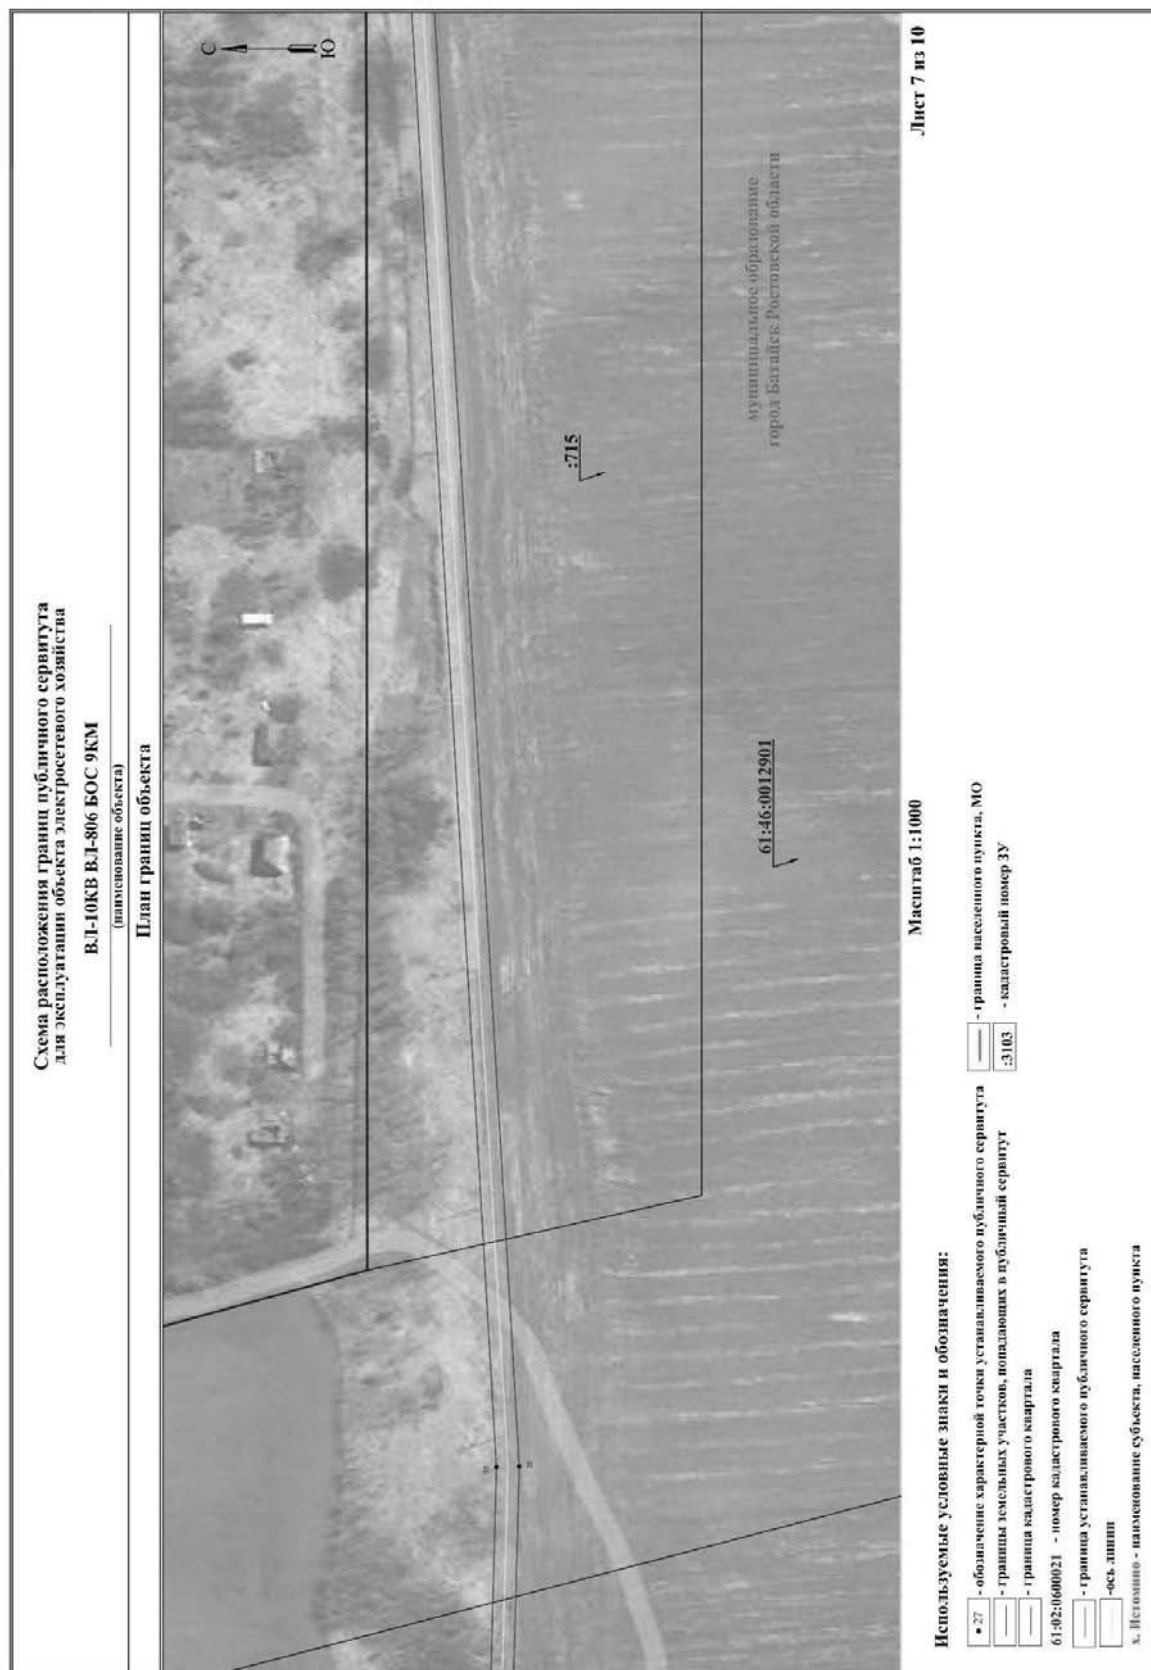 Схема расположения границ публичного сервитута
для эксплуатации объекта электросетевого хозяйства
ВЛ-10КВ ВЛ-806 БОС 9КМ
(наименование объекта)
План границ объекта
С
Ю
:715
муниципальное образование
город Батайск Ростовской области
61:46:0012901
Масштаб 1:1000
Лист 7 из 10
Используемые условные знаки и обозначения:
27 - обозначение характерной точки устанавливаемого публичного сервитута
- границы земельных участков, попадающих в публичный сервитут
- граница кадастрового квартала
61:02:0600021 - номер кадастрового квартала
- граница устанавливаемого публичного сервитута
-ось линии
х. Истомино - наименование субъекта, населенного пункта
- граница населенного пункта, МО
:3103 - кадастровый номер ЗУ